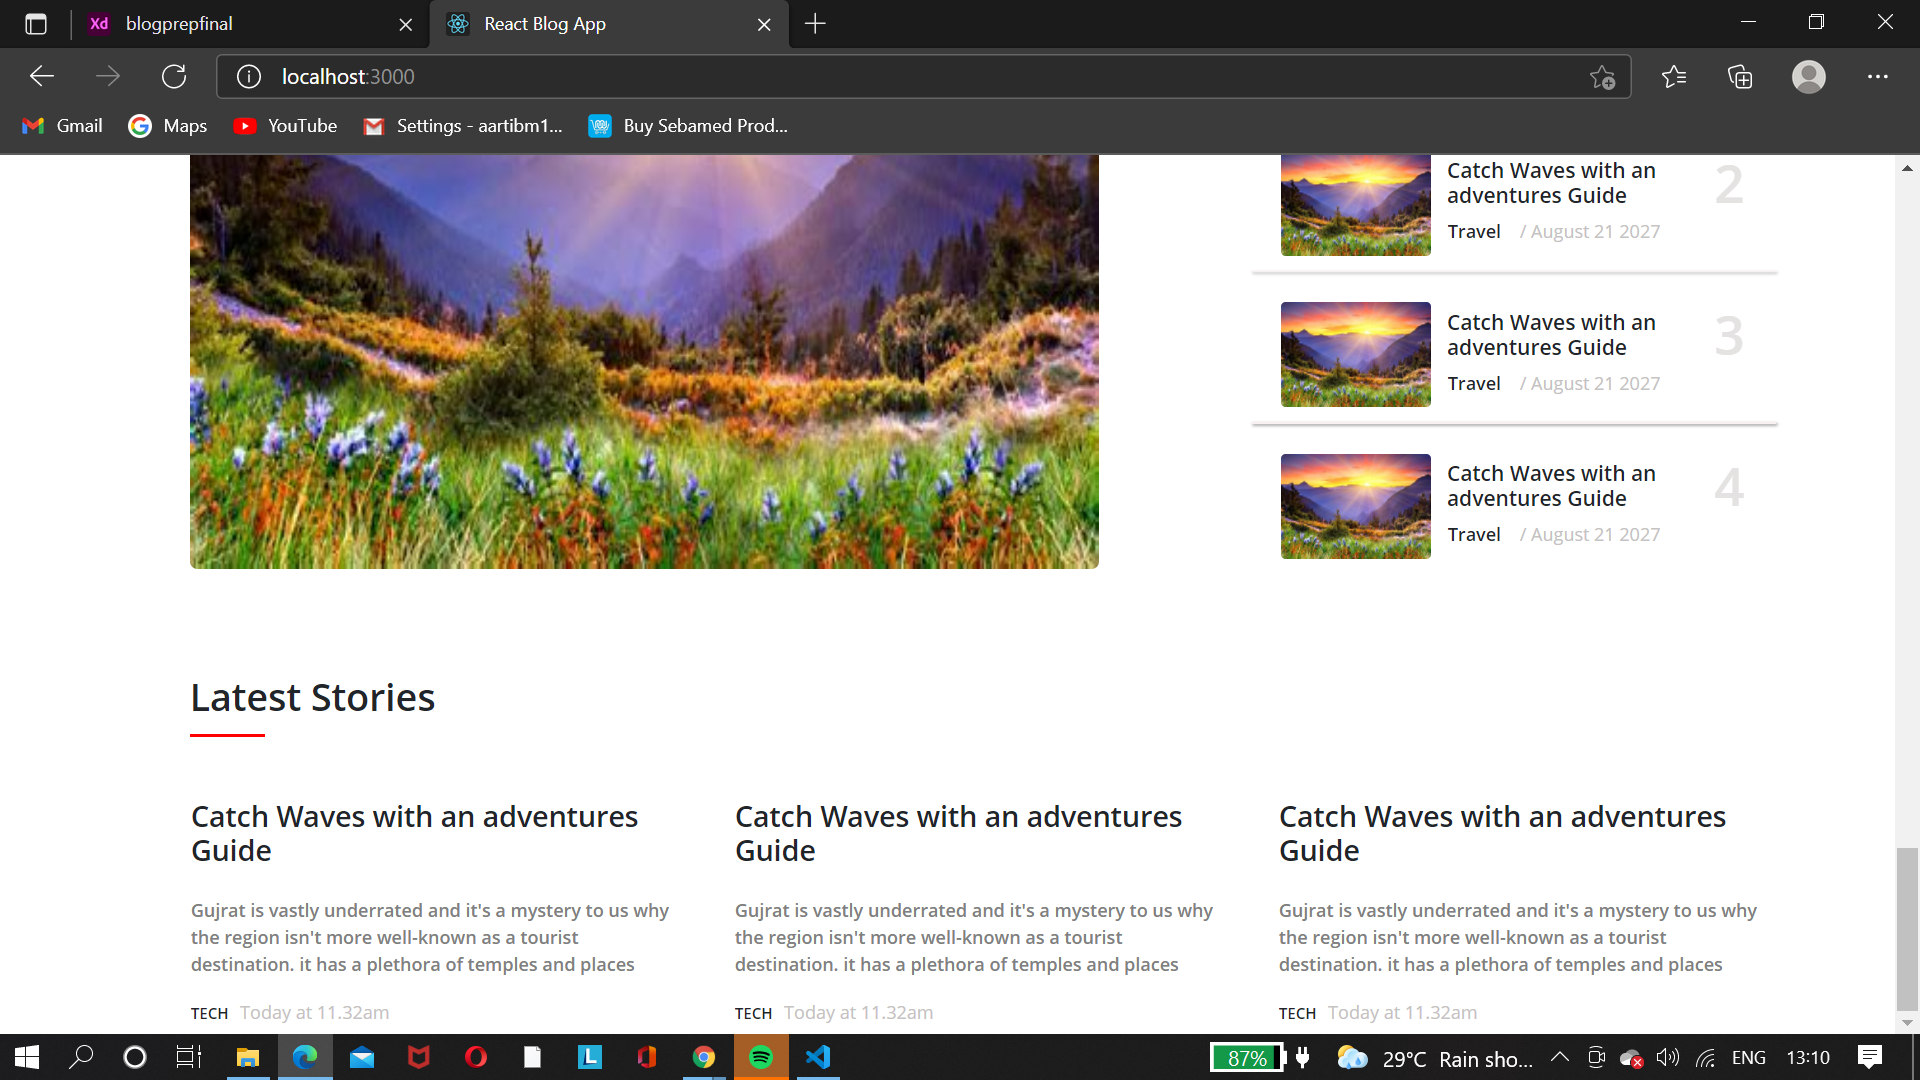 Xd blogprepfinal
React Blog App
localhost:3000
Gmail
Maps
YouTube
Settings - aartibm1...
Buy Sebamed Prod...
Catch Waves with an
adventures Guide
2
Travel / August 21 2027
Catch Waves with an
adventures Guide
3
Travel / August 21 2027
Catch Waves with an
adventures Guide
4
Travel / August 21 2027
Latest Stories
Catch Waves with an adventures
Guide
Gujrat is vastly underrated and it's a mystery to us why
the region isn't more well-known as a tourist
destination. it has a plethora of temples and places
TECH Today at 11.32am
Catch Waves with an adventures
Guide
Gujrat is vastly underrated and it's a mystery to us why
the region isn't more well-known as a tourist
destination. it has a plethora of temples and places
TECH Today at 11.32am
Catch Waves with an adventures
Guide
Gujrat is vastly underrated and it's a mystery to us why
the region isn't more well-known as a tourist
destination. it has a plethora of temples and places
TECH Today at 11.32am
L
87%
29°C Rain sho...
ENG
13:10